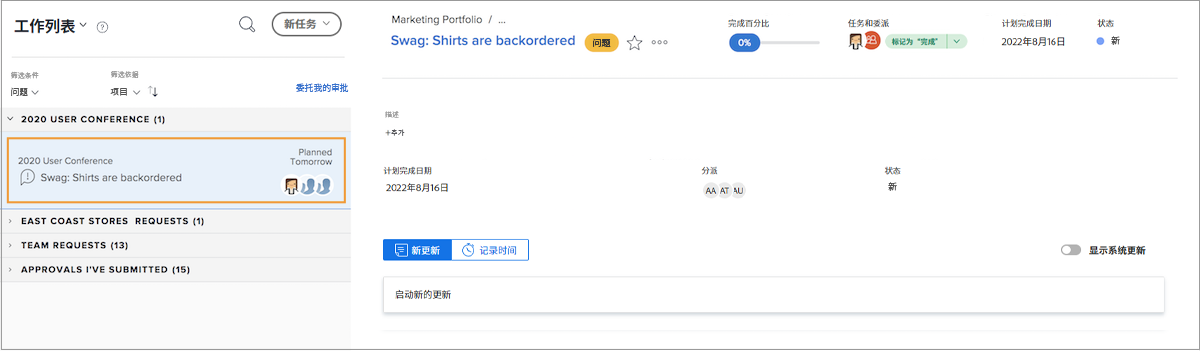 工作列表
新任务
筛选条件
问题
筛选依据
项目
委托我的审批
2020 USER CONFERENCE (1)
2020 User Conference
Planned
Tomorrow
Swag: Shirts are backordered
EAST COAST STORES REQUESTS (1)
TEAM REQUESTS (13)
APPROVALS I'VE SUBMITTED (15)
Marketing Portfolio / ...
Swag: Shirts are backordered
问题
完成百分比
0%
任务和委派
标记为“完成”
计划完成日期
2022年8月16日
状态
新
描述
+添加
计划完成日期
2022年8月16日
分派
AA AT AU
状态
新
新更新
记录时间
显示系统更新
启动新的更新